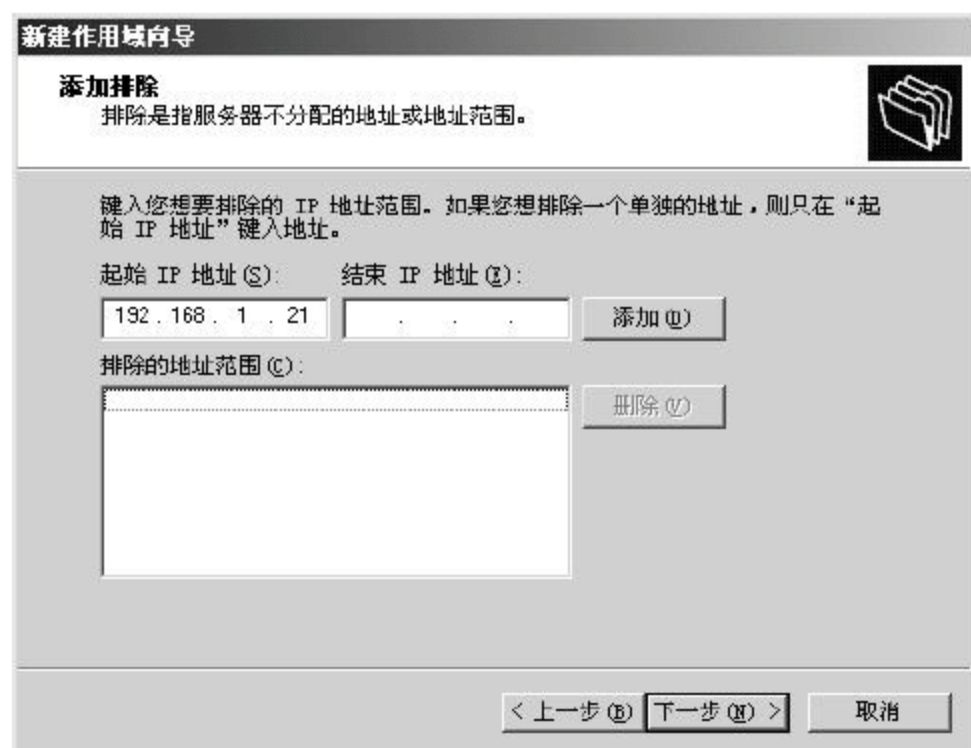 新建作用域向导
添加排除
排除是指服务器不分配的地址或地址范围。
键入您想要排除的 IP 地址范围。如果您想排除一个单独的地址，则只在“起
始 IP 地址”键入地址。
起始 IP 地址(S): 结束 IP 地址(E):
192 . 168 . 1 . 21 . . . 添加(D)
排除的地址范围(C):
删除(V)
< 上一步(B) 下一步(N) > 取消